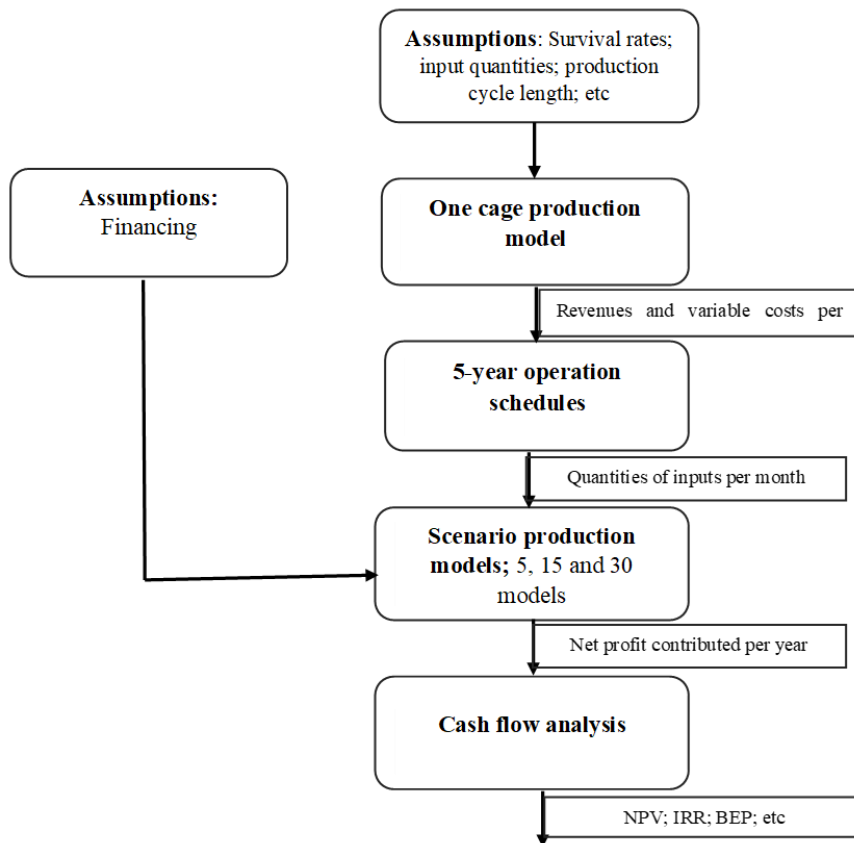 Assumptions: Survival rates;
input quantities; production
cycle length; etc
Assumptions:
Financing
One cage production
model
Revenues and variable costs per
5-year operation
schedules
Quantities of inputs per month
Scenario production
models; 5, 15 and 30
models
Net profit contributed per year
Cash flow analysis
NPV; IRR; BEP; etc